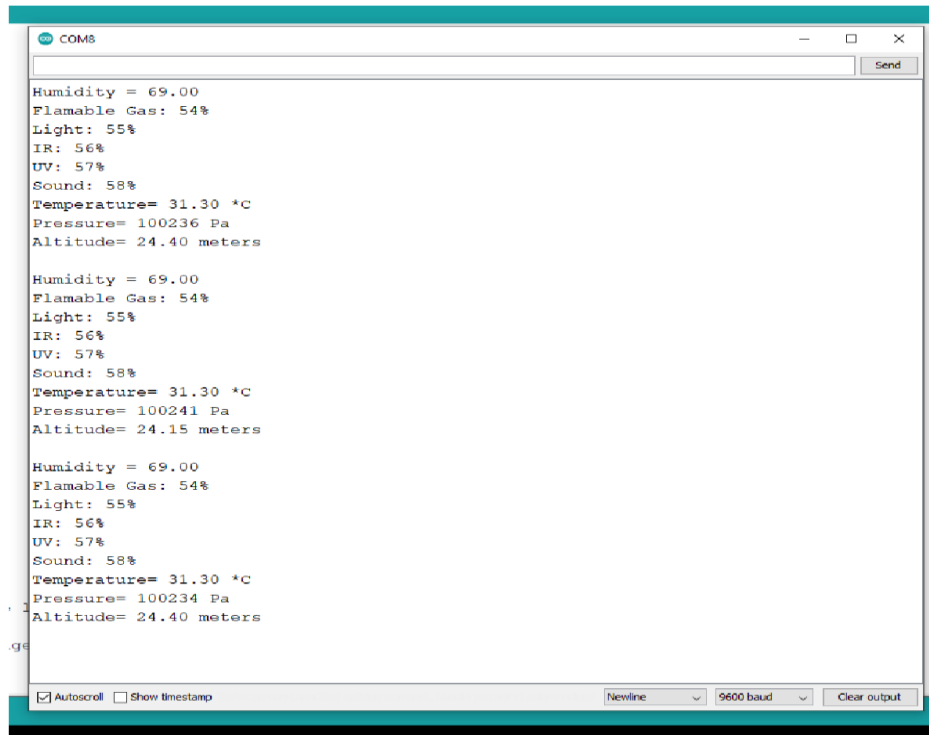 COM8
Send
Humidity = 69.00
Flamable Gas: 54%
Light: 55%
IR: 56%
UV: 57%
Sound: 58%
Temperature= 31.30 *C
Pressure= 100236 Pa
Altitude= 24.40 meters
Humidity = 69.00
Flamable Gas: 54%
Light: 55%
IR: 56%
UV: 57%
Sound: 58%
Temperature= 31.30 *C
Pressure= 100241 Pa
Altitude= 24.15 meters
Humidity = 69.00
Flamable Gas: 54%
Light: 55%
IR: 56%
UV: 57%
Sound: 58%
Temperature= 31.30 *C
Pressure= 100234 Pa
Altitude= 24.40 meters
Autoscroll Show timestamp Newline 9600 baud Clear output